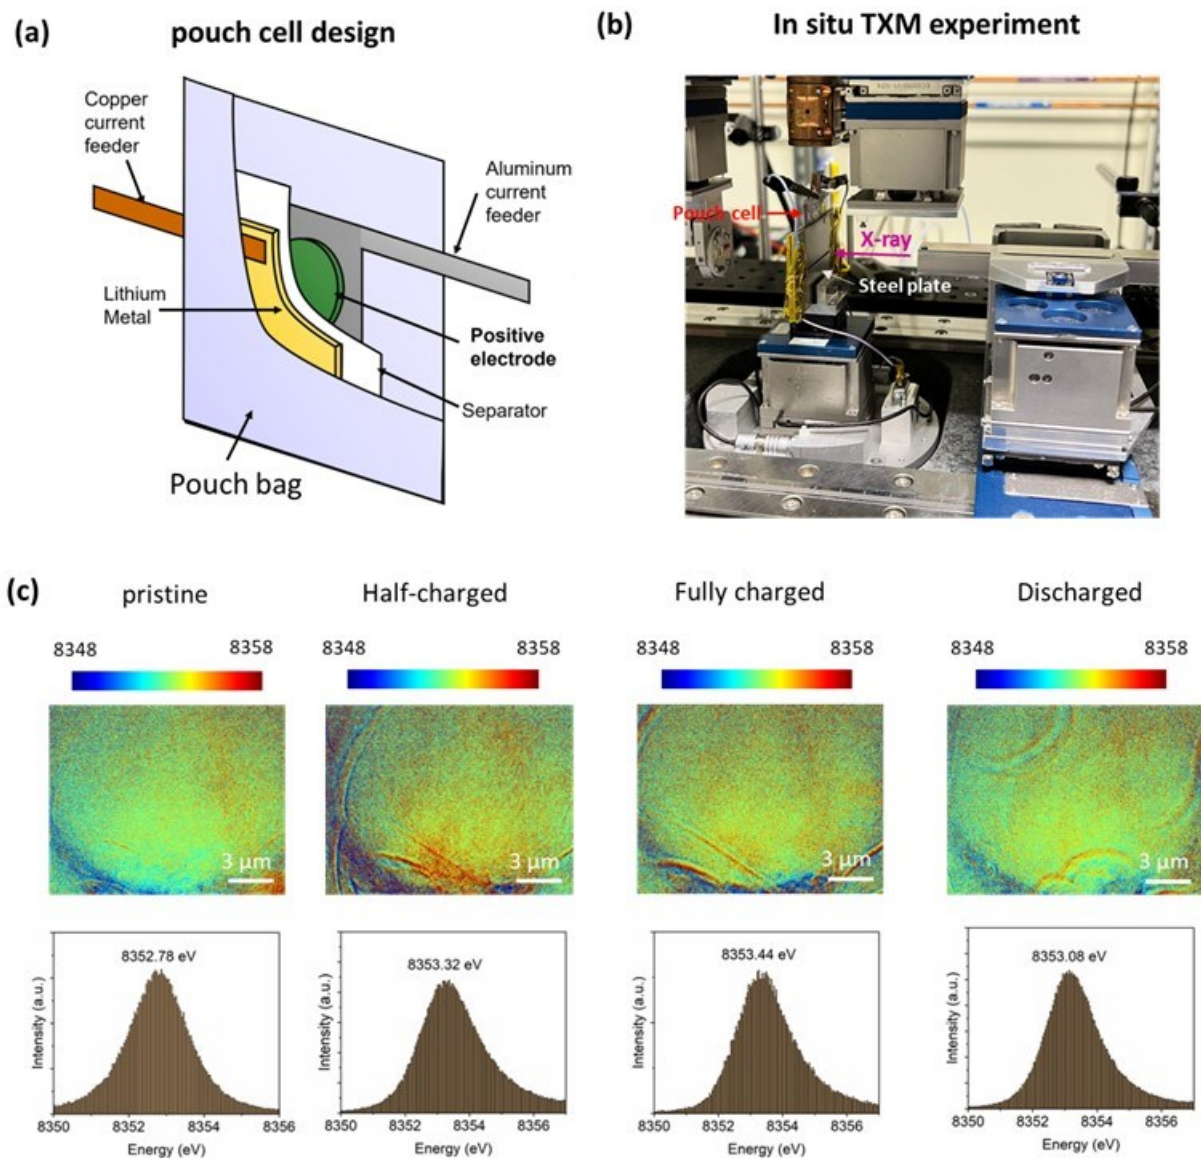 (a)
pouch cell design
Copper
current
feeder
Aluminum
current
feeder
Lithium
Metal
Positive
electrode
Separator
Pouch bag
(b)
In situ TXM experiment
Pouch cell
X-ray
Steel plate
(c)
pristine
Half-charged
Fully charged
Discharged
8348 8358
8348 8358
8348 8358
8348 8358
3 μm
3 μm
3 μm
3 μm
8352.78 eV
Intensity (a.u.)
8350 8352 8354 8356
Energy (eV)
8353.32 eV
Intensity (a.u.)
8350 8352 8354 8356
Energy (eV)
8353.44 eV
Intensity (a.u.)
8350 8352 8354 8356
Energy (eV)
8353.08 eV
Intensity (a.u.)
8350 8352 8354 8356
Energy (eV)